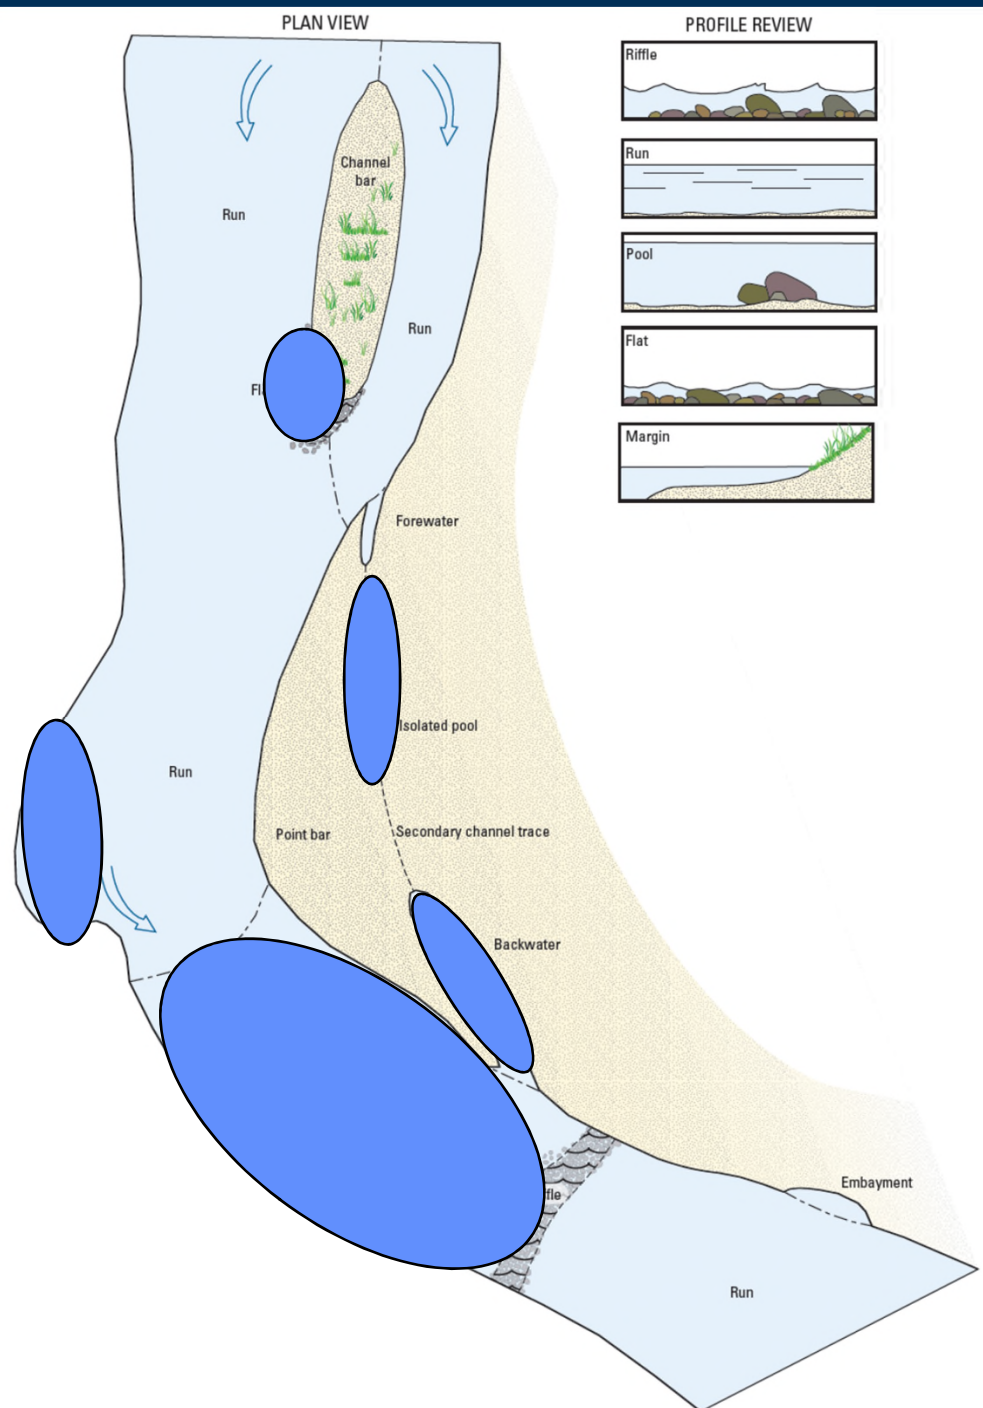 PLAN VIEW
PROFILE REVIEW
Riffle
Run
Pool
Flat
Margin
Channel
bar
Run
Run
Forewater
Isolated pool
Run
Point bar
Secondary channel trace
Backwater
Embayment
Run